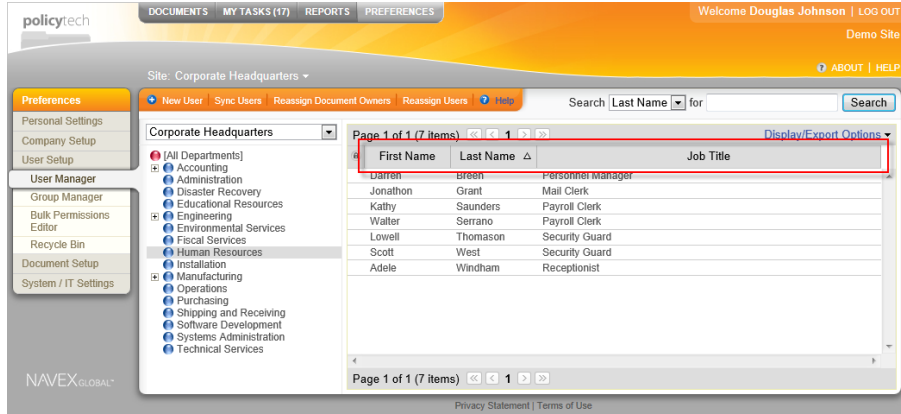 policytech
DOCUMENTS MY TASKS (17) REPORTS PREFERENCES
Welcome Douglas Johnson | LOG OUT
Demo Site
Site: Corporate Headquarters
ABOUT | HELP
Preferences
Personal Settings
Company Setup
User Setup
User Manager
Group Manager
Bulk Permissions
Editor
Recycle Bin
Document Setup
System / IT Settings
NAVEX GLOBAL™
New User | Sync Users | Reassign Document Owners | Reassign Users | Help
Search Last Name for Search
Corporate Headquarters
[All Departments]
Accounting
Administration
Disaster Recovery
Educational Resources
Engineering
Environmental Services
Fiscal Services
Human Resources
Installation
Manufacturing
Operations
Purchasing
Shipping and Receiving
Software Development
Systems Administration
Technical Services
Page 1 of 1 (7 items) 1
Display/Export Options
First Name Last Name Job Title
Darren Breen Personnel Manager
Jonathon Grant Mail Clerk
Kathy Saunders Payroll Clerk
Walter Serrano Payroll Clerk
Lowell Thomason Security Guard
Scott West Security Guard
Adele Windham Receptionist
Page 1 of 1 (7 items) 1
Privacy Statement | Terms of Use